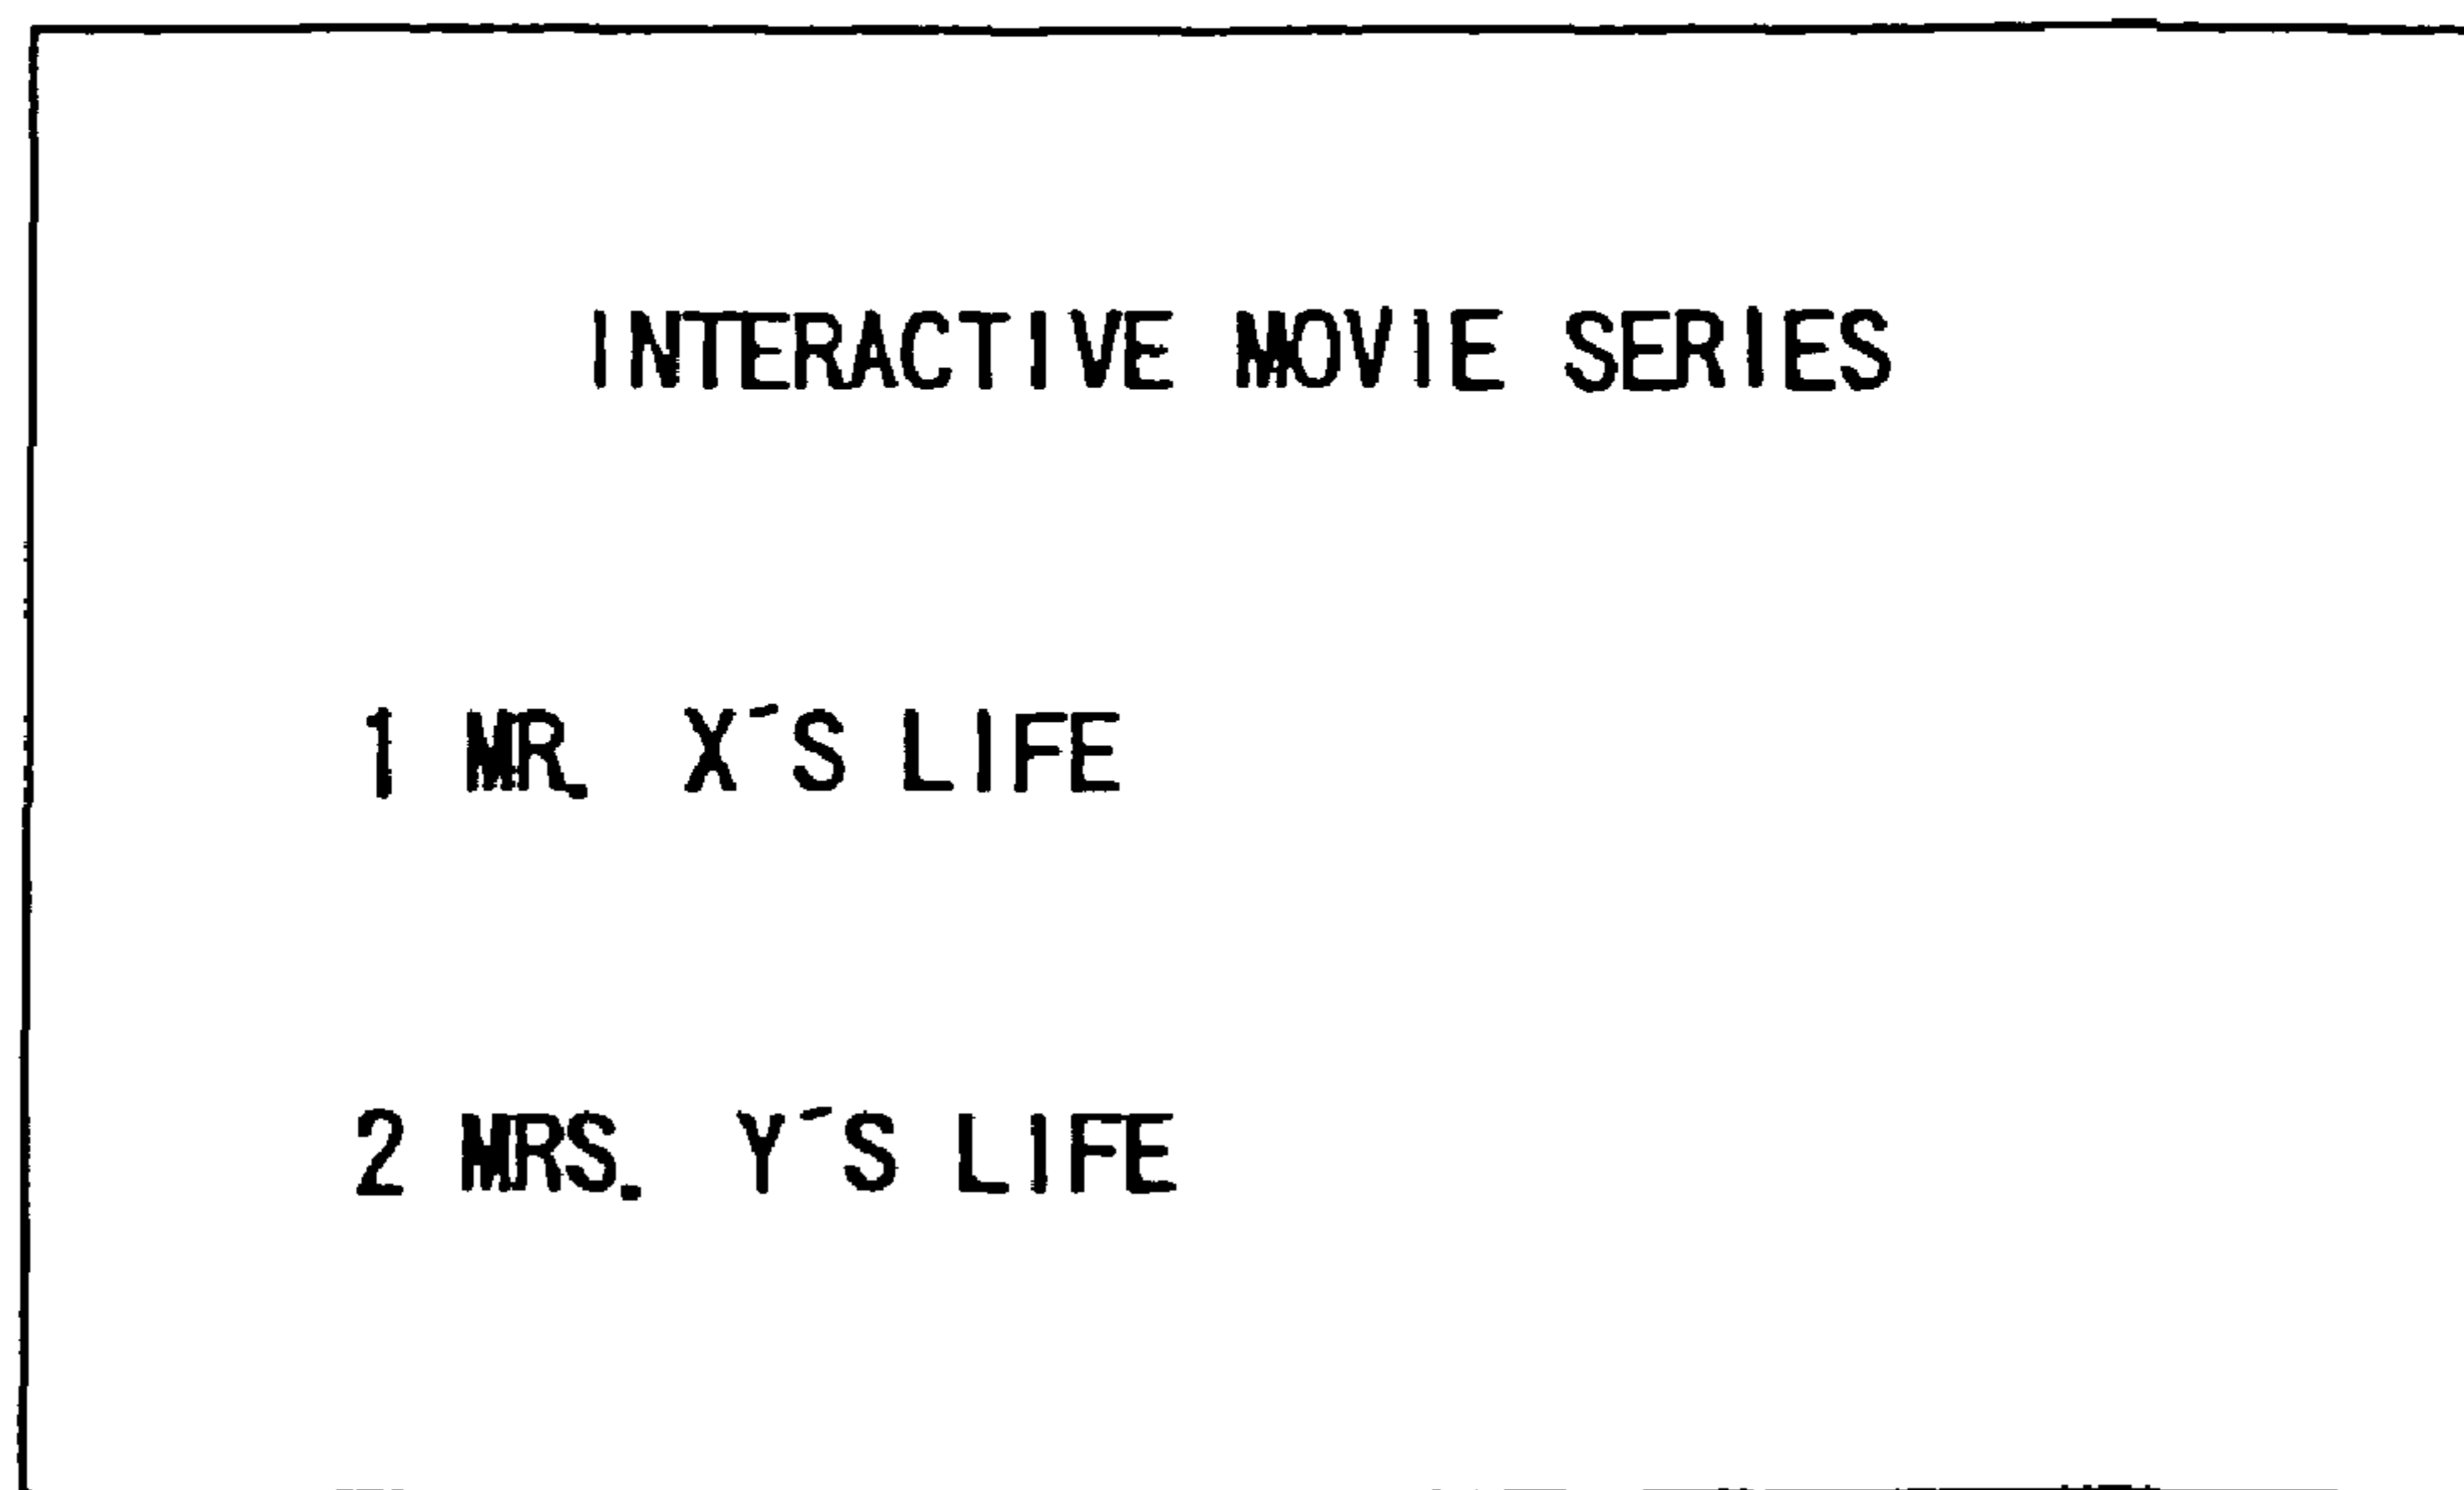 INTERACTIVE MOVIE SERIES
1 MR. X´S LIFE
2 MRS. Y´S LIFE